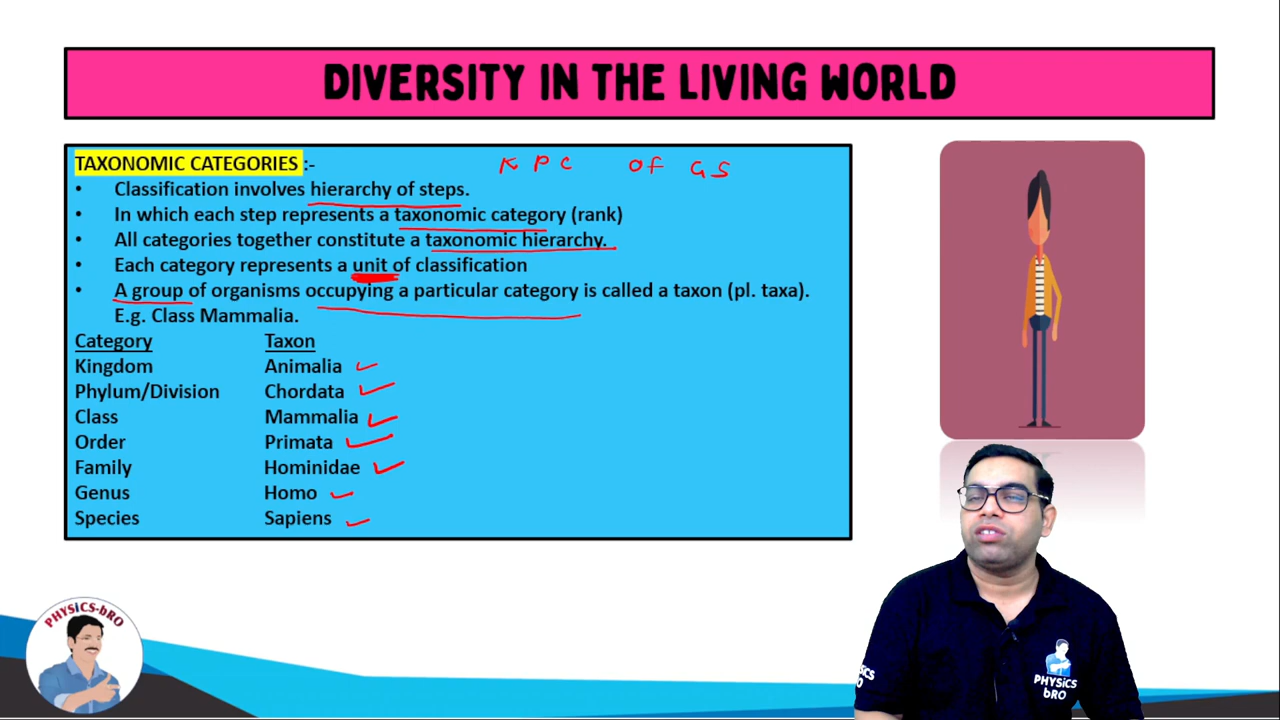 DIVERSITY IN THE LIVING WORLD
TAXONOMIC CATEGORIES :- K P C OF G S
• Classification involves hierarchy of steps.
• In which each step represents a taxonomic category (rank)
• All categories together constitute a taxonomic hierarchy.
• Each category represents a unit of classification
• A group of organisms occupying a particular category is called a taxon (pl. taxa).
E.g. Class Mammalia.
Category Taxon
Kingdom Animalia
Phylum/Division Chordata
Class Mammalia
Order Primata
Family Hominidae
Genus Homo
Species Sapiens
PHYSiCS-bRO
PHYSiCS
bRO